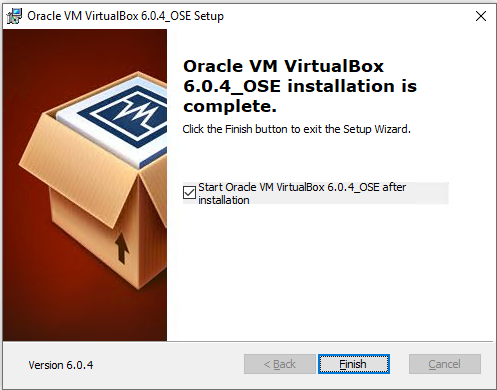 Oracle VM VirtualBox 6.0.4_OSE Setup
Oracle VM VirtualBox
6.0.4_OSE installation is
complete.
Click the Finish button to exit the Setup Wizard.
Start Oracle VM VirtualBox 6.0.4_OSE after
installation
Version 6.0.4
< Back
Finish
Cancel